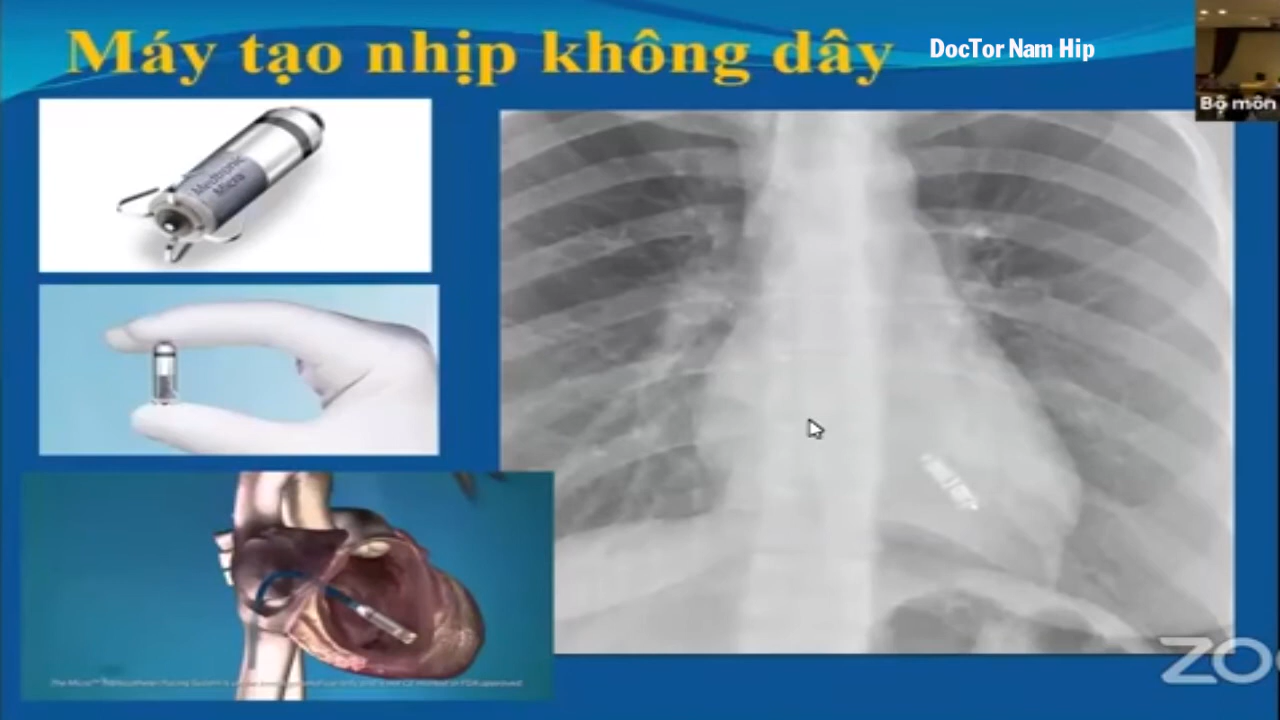 Máy tạo nhịp không dây
DocTor Nam Hip
Bộ môn
Medtronic
Micra
ZO